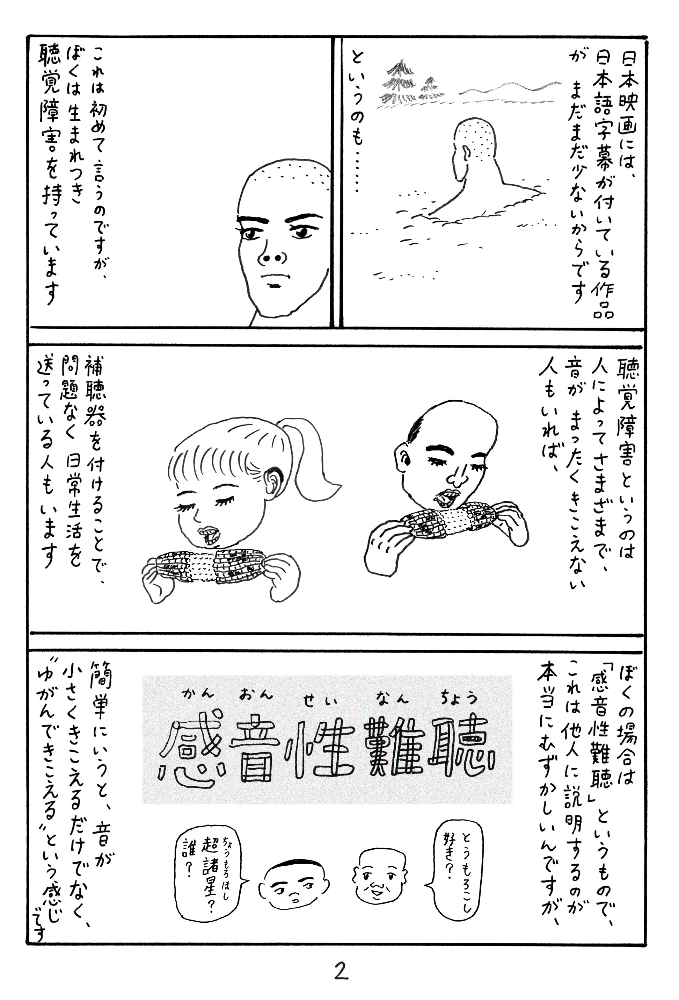 日本映画には、
日本語字幕が付いている作品
が まだまだ少ないからです
というのも……
これは初めて言うのですが、
ぼくは生まれつき
聴覚障害を持っています
聴覚障害というのは
人によってさまざまで、
音が まったくきこえない
人もいれば、
補聴器を付けることで、
問題なく 日常生活を
送っている人もいます
ぼくの場合は
「感音性難聴」というもので、
これは他人に説明するのが
本当にむずかしいんですが、
かん おん せい なん ちょう
感音性難聴
とうもろこし
好き？
ちょうもろほし
超諸星？
誰？
簡単にいうと、音が
小さくきこえるだけでなく、
〝ゆがんできこえる〟という感じ
です
2